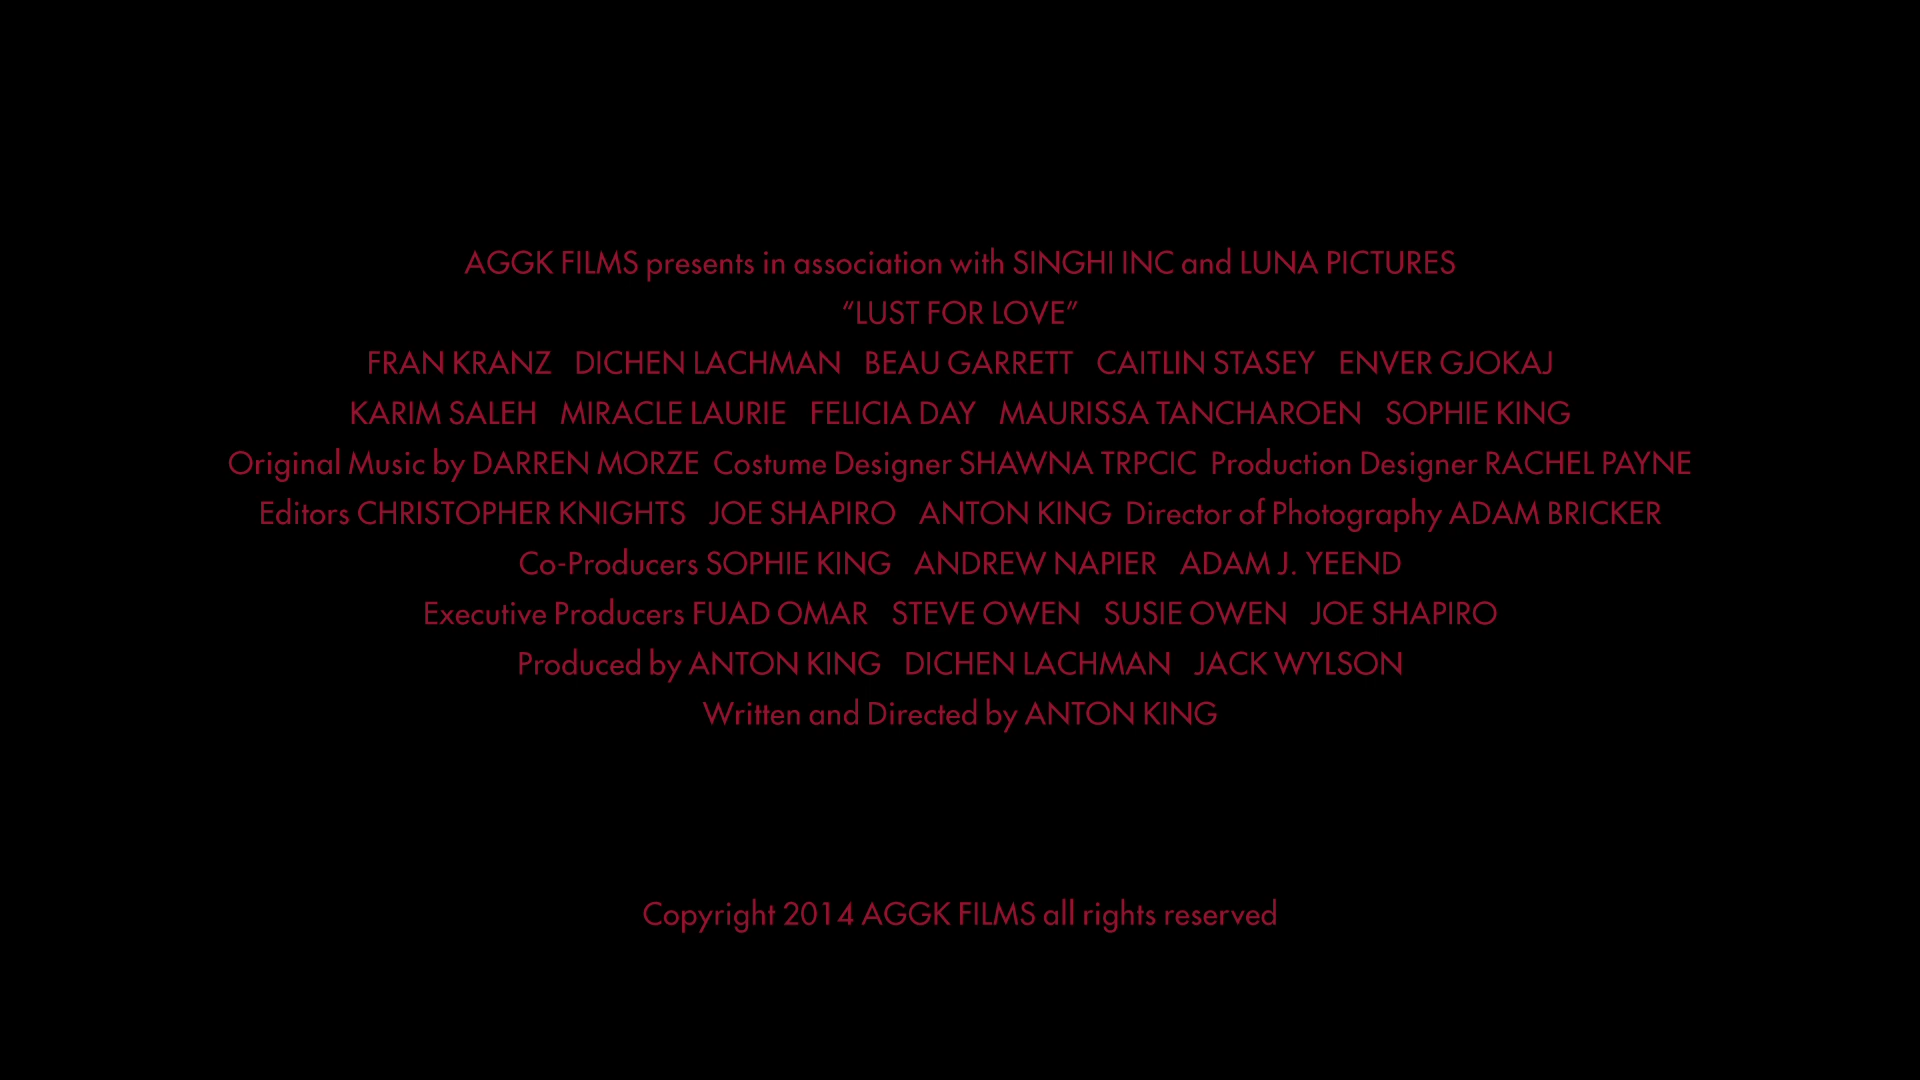 AGGK FILMS presents in association with SINGHI INC and LUNA PICTURES
“LUST FOR LOVE”
FRAN KRANZ DICHEN LACHMAN BEAU GARRETT CAITLIN STASEY ENVER GJOKAJ
KARIM SALEH MIRACLE LAURIE FELICIA DAY MAURISSA TANCHAROEN SOPHIE KING
Original Music by DARREN MORZE Costume Designer SHAWNA TRPCIC Production Designer RACHEL PAYNE
Editors CHRISTOPHER KNIGHTS JOE SHAPIRO ANTON KING Director of Photography ADAM BRICKER
Co-Producers SOPHIE KING ANDREW NAPIER ADAM J. YEEND
Executive Producers FUAD OMAR STEVE OWEN SUSIE OWEN JOE SHAPIRO
Produced by ANTON KING DICHEN LACHMAN JACK WYLSON
Written and Directed by ANTON KING
Copyright 2014 AGGK FILMS all rights reserved